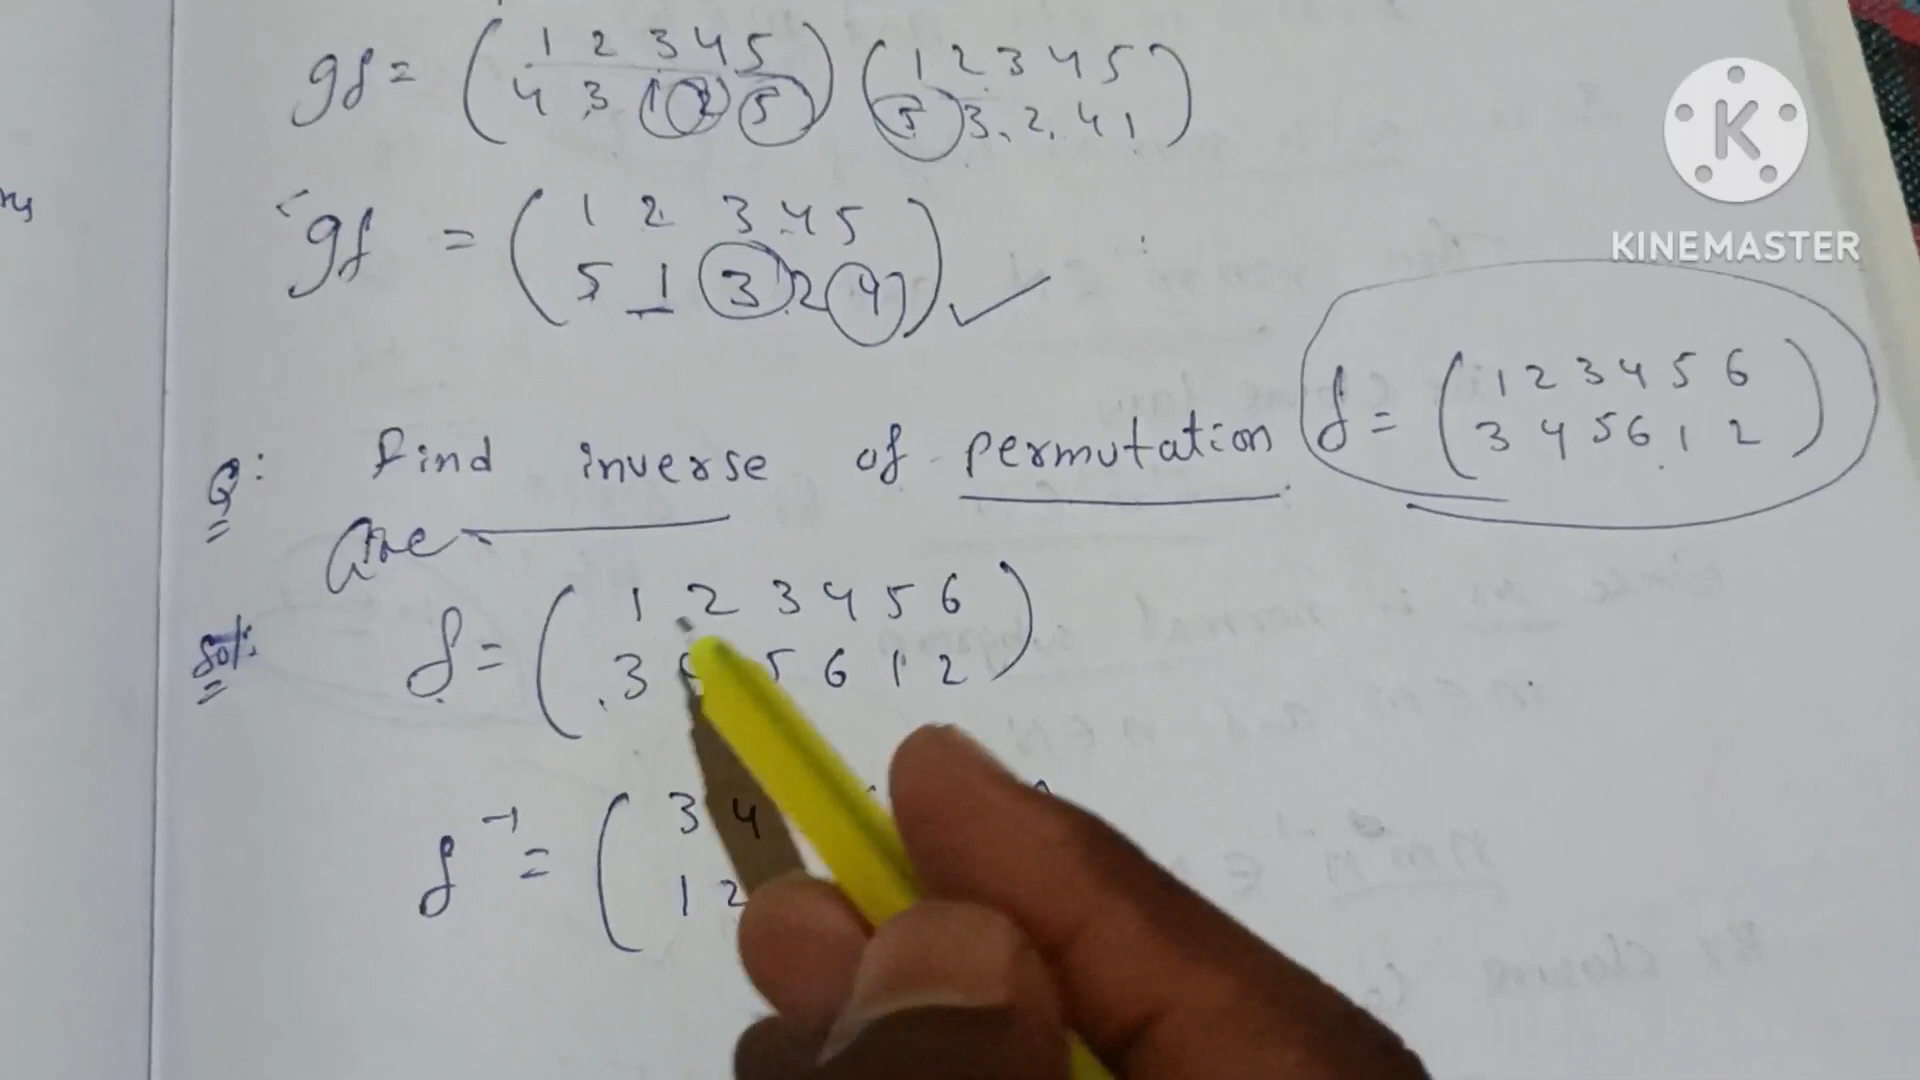 gf = ( 1 2 3 4 5 ) ( 1 2 3 4 5 )
4 3 1 2 5 5 3 2 4 1
KINEMASTER
gf = ( 1 2 3 4 5 )
5 1 3 2 4
Q: Find inverse of permutation f = ( 1 2 3 4 5 6 )
3 4 5 6 1 2
are
Sol: f = ( 1 2 3 4 5 6 )
3 5 6 1 2
f -1 = ( 3 4
1 2